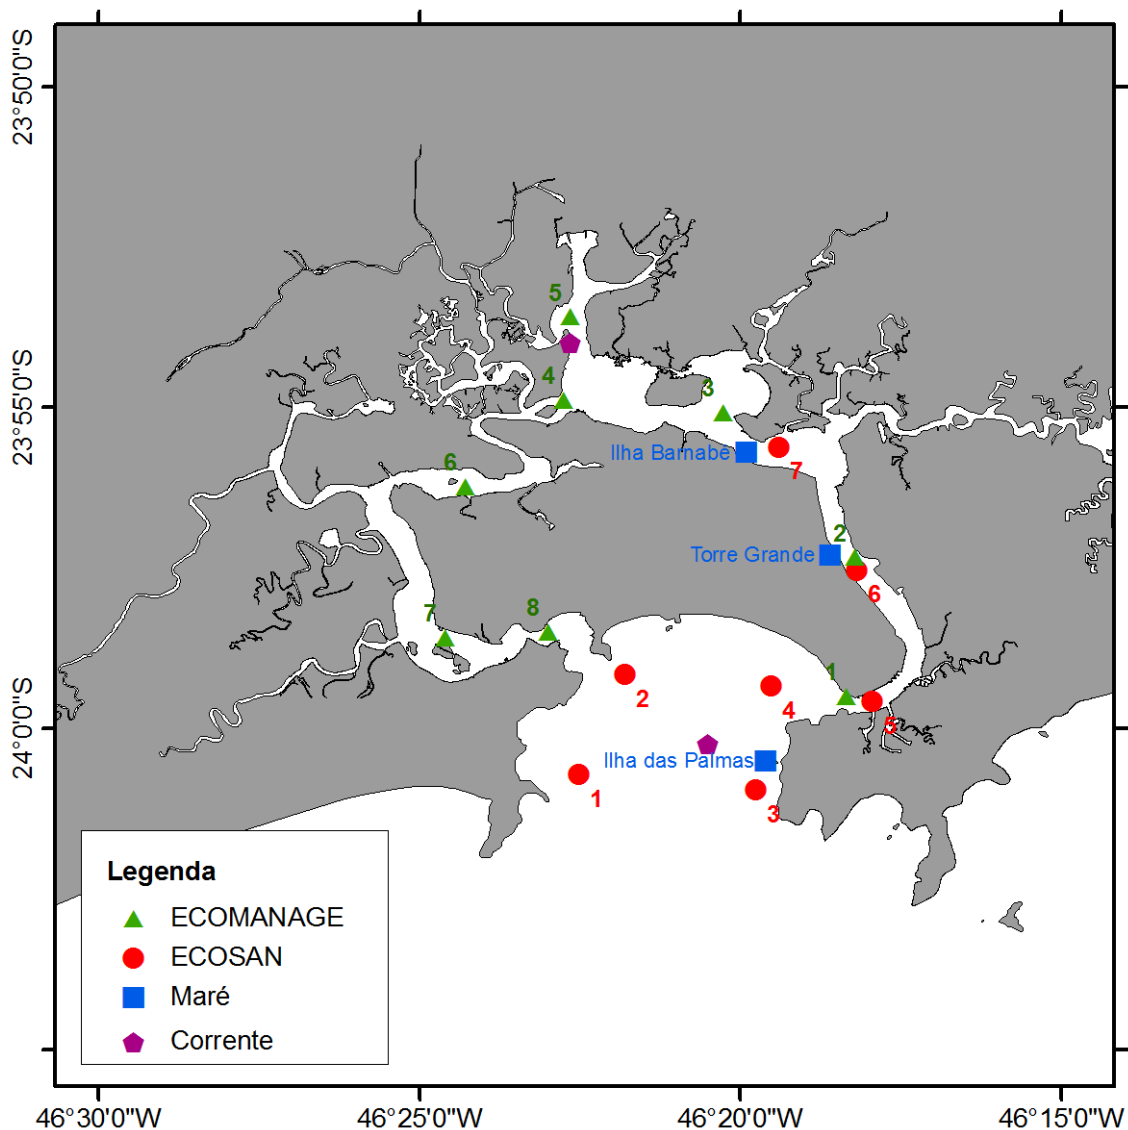 23°50'0"S
5
4
3
23°55'0"S
Ilha Barnabe
7
6
2
Torre Grande
6
8
7
1
2
4
5
24°0'0"S
Ilha das Palmas
1
3
Legenda
ECOMANAGE
ECOSAN
Maré
Corrente
46°30'0"W
46°25'0"W
46°20'0"W
46°15'0"W